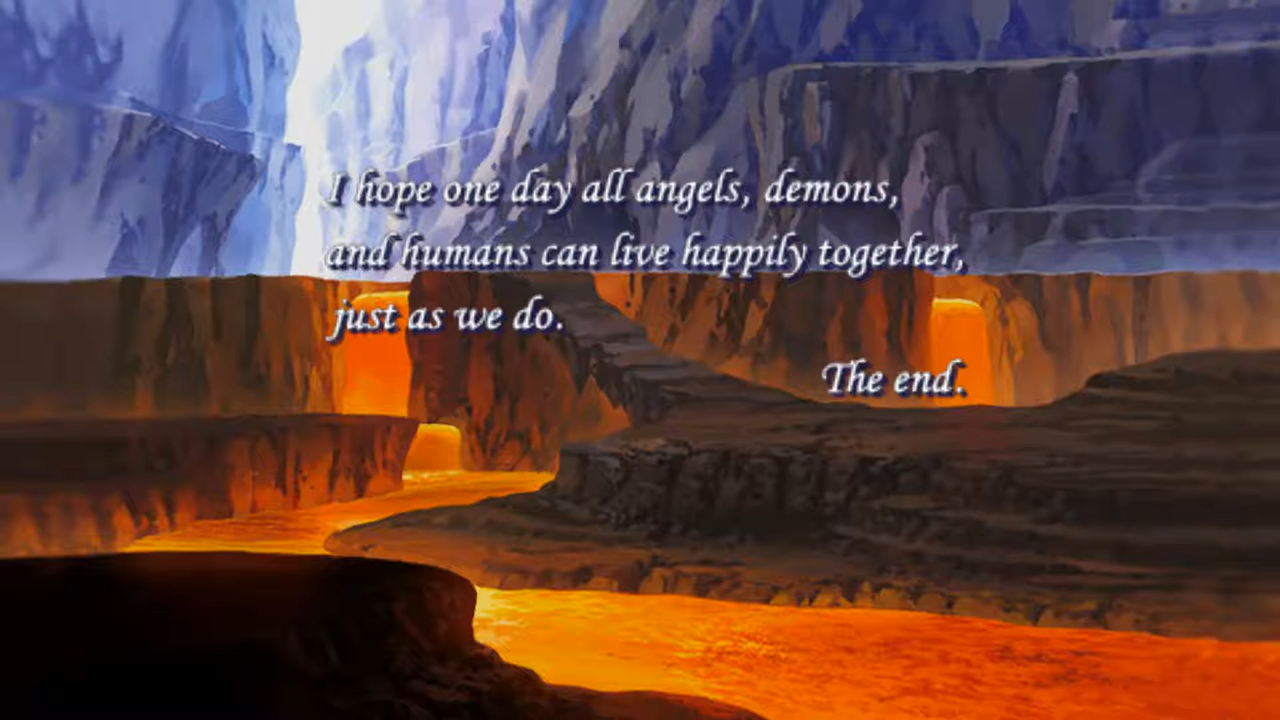 I hope one day all angels, demons,
and humans can live happily together,
just as we do.
The end.